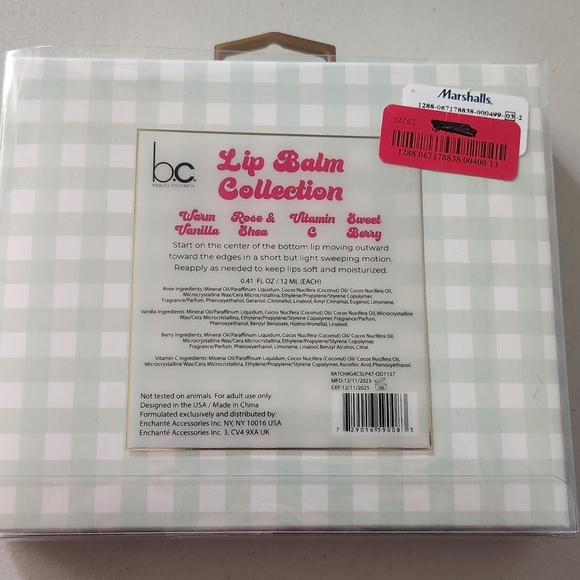 Marshalls.
1288-067178838-000499-03-2
19201
1288 067178838 00400 13
b.c.
beauty concepts
Lip Balm
Collection
Warm Vanilla Rose & Shea Vitamin C Sweet Berry
Start on the center of the bottom lip moving outward
toward the edges in a short but light sweeping motion.
Reapply as needed to keep lips soft and moisturized.
0.41 FL OZ / 12 ML (EACH)
Rose Ingredients: Mineral Oil/Paraffinum Liquidum, Cocos Nucifera (Coconut) Oil/ Cocos Nucifera Oil,
Microcrystalline Wax/Cera Microcristallina, Ethylene/Propylene/Styrene Copolymer,
Fragrance/Parfum, Phenoxyethanol, Geraniol, Citronellol, Linalool, Amyl Cinnamal, Eugenol, Limonene.
Vanilla Ingredients: Mineral Oil/Paraffinum Liquidum, Cocos Nucifera (Coconut) Oil/ Cocos Nucifera Oil, Microcrystalline
Wax/Cera Microcristallina, Ethylene/Propylene/Styrene Copolymer, Fragrance/Parfum,
Phenoxyethanol, Benzyl Benzoate, Hydrocitronellal, Linalool.
Berry Ingredients: Mineral Oil/Paraffinum Liquidum, Cocos Nucifera (Coconut) Oil/ Cocos Nucifera Oil,
Microcrystalline Wax/Cera Microcristallina, Ethylene/Propylene/Styrene Copolymer,
Fragrance/Parfum, Phenoxyethanol, Limonene, Linalool, Benzyl Alcohol, Citral.
Vitamin C Ingredients: Mineral Oil/Paraffinum Liquidum, Cocos Nucifera (Coconut) Oil/ Cocos Nucifera Oil,
Microcrystalline Wax/Cera Microcristallina, Ethylene/Propylene/Styrene Copolymer, Ascorbic Acid, Phenoxyethanol.
BATCH#G4CSLP47-OD1137
MFD:12/11/2023
EXP:12/11/2025
Not tested on animals. For adult use only.
Designed in the USA / Made in China
Formulated exclusively and distributed by:
Enchanté Accessories Inc. NY, NY 10016 USA
Enchanté Accessories Inc. 3, CV4 9XA UK
7 29016 59008 3